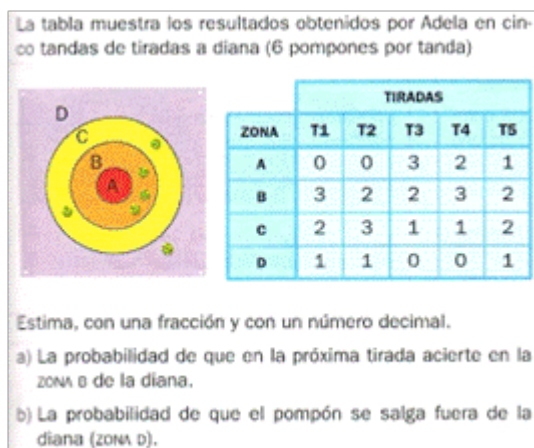 La tabla muestra los resultados obtenidos por Adela en cin-
co tandas de tiradas a diana (6 pompones por tanda)
D
C
B
A
TIRADAS
ZONA T1 T2 T3 T4 T5
A 0 0 3 2 1
B 3 2 2 3 2
C 2 3 1 1 2
D 1 1 0 0 1
Estima, con una fracción y con un número decimal.
a) La probabilidad de que en la próxima tirada acierte en la
ZONA B de la diana.
b) La probabilidad de que el pompón se salga fuera de la
diana (ZONA D).